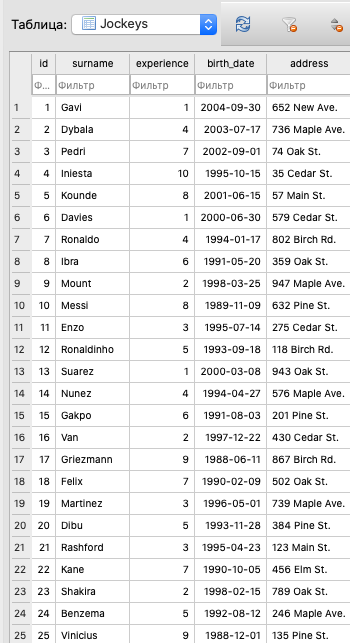 Таблица: Jockeys
id surname experience birth_date address
Ф... Фильтр Фильтр Фильтр Фильтр
1 1 Gavi 1 2004-09-30 652 New Ave.
2 2 Dybala 4 2003-07-17 736 Maple Ave.
3 3 Pedri 7 2002-09-01 74 Oak St.
4 4 Iniesta 10 1995-10-15 35 Cedar St.
5 5 Kounde 8 2001-06-15 57 Main St.
6 6 Davies 1 2000-06-30 579 Cedar St.
7 7 Ronaldo 4 1994-01-17 802 Birch Rd.
8 8 Ibra 6 1991-05-20 359 Oak St.
9 9 Mount 2 1998-03-25 947 Maple Ave.
10 10 Messi 8 1989-11-09 632 Pine St.
11 11 Enzo 3 1995-07-14 275 Cedar St.
12 12 Ronaldinho 5 1993-09-18 118 Birch Rd.
13 13 Suarez 1 2000-03-08 943 Oak St.
14 14 Nunez 4 1994-04-27 576 Maple Ave.
15 15 Gakpo 6 1991-08-03 201 Pine St.
16 16 Van 2 1997-12-22 430 Cedar St.
17 17 Griezmann 9 1988-06-11 867 Birch Rd.
18 18 Felix 7 1990-02-09 502 Oak St.
19 19 Martinez 3 1996-05-01 739 Maple Ave.
20 20 Dibu 5 1993-11-28 384 Pine St.
21 21 Rashford 3 1995-04-23 123 Main St.
22 22 Kane 7 1990-10-05 456 Elm St.
23 23 Shakira 2 1998-02-15 789 Oak St.
24 24 Benzema 5 1992-08-12 246 Maple Ave.
25 25 Vinicius 9 1988-12-01 135 Pine St.